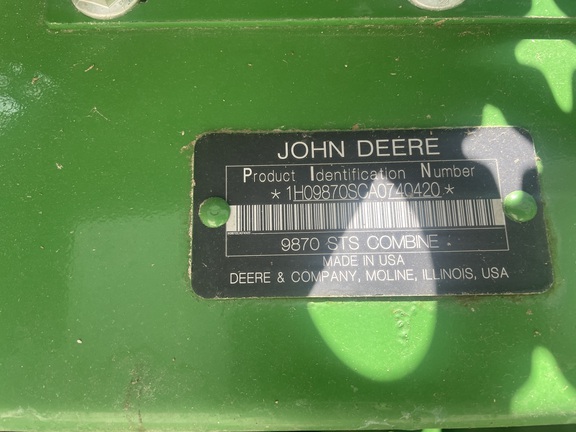 JOHN DEERE
Product Identification Number
*1H09870SCA0740420*
9870 STS COMBINE
MADE IN USA
DEERE & COMPANY, MOLINE, ILLINOIS, USA